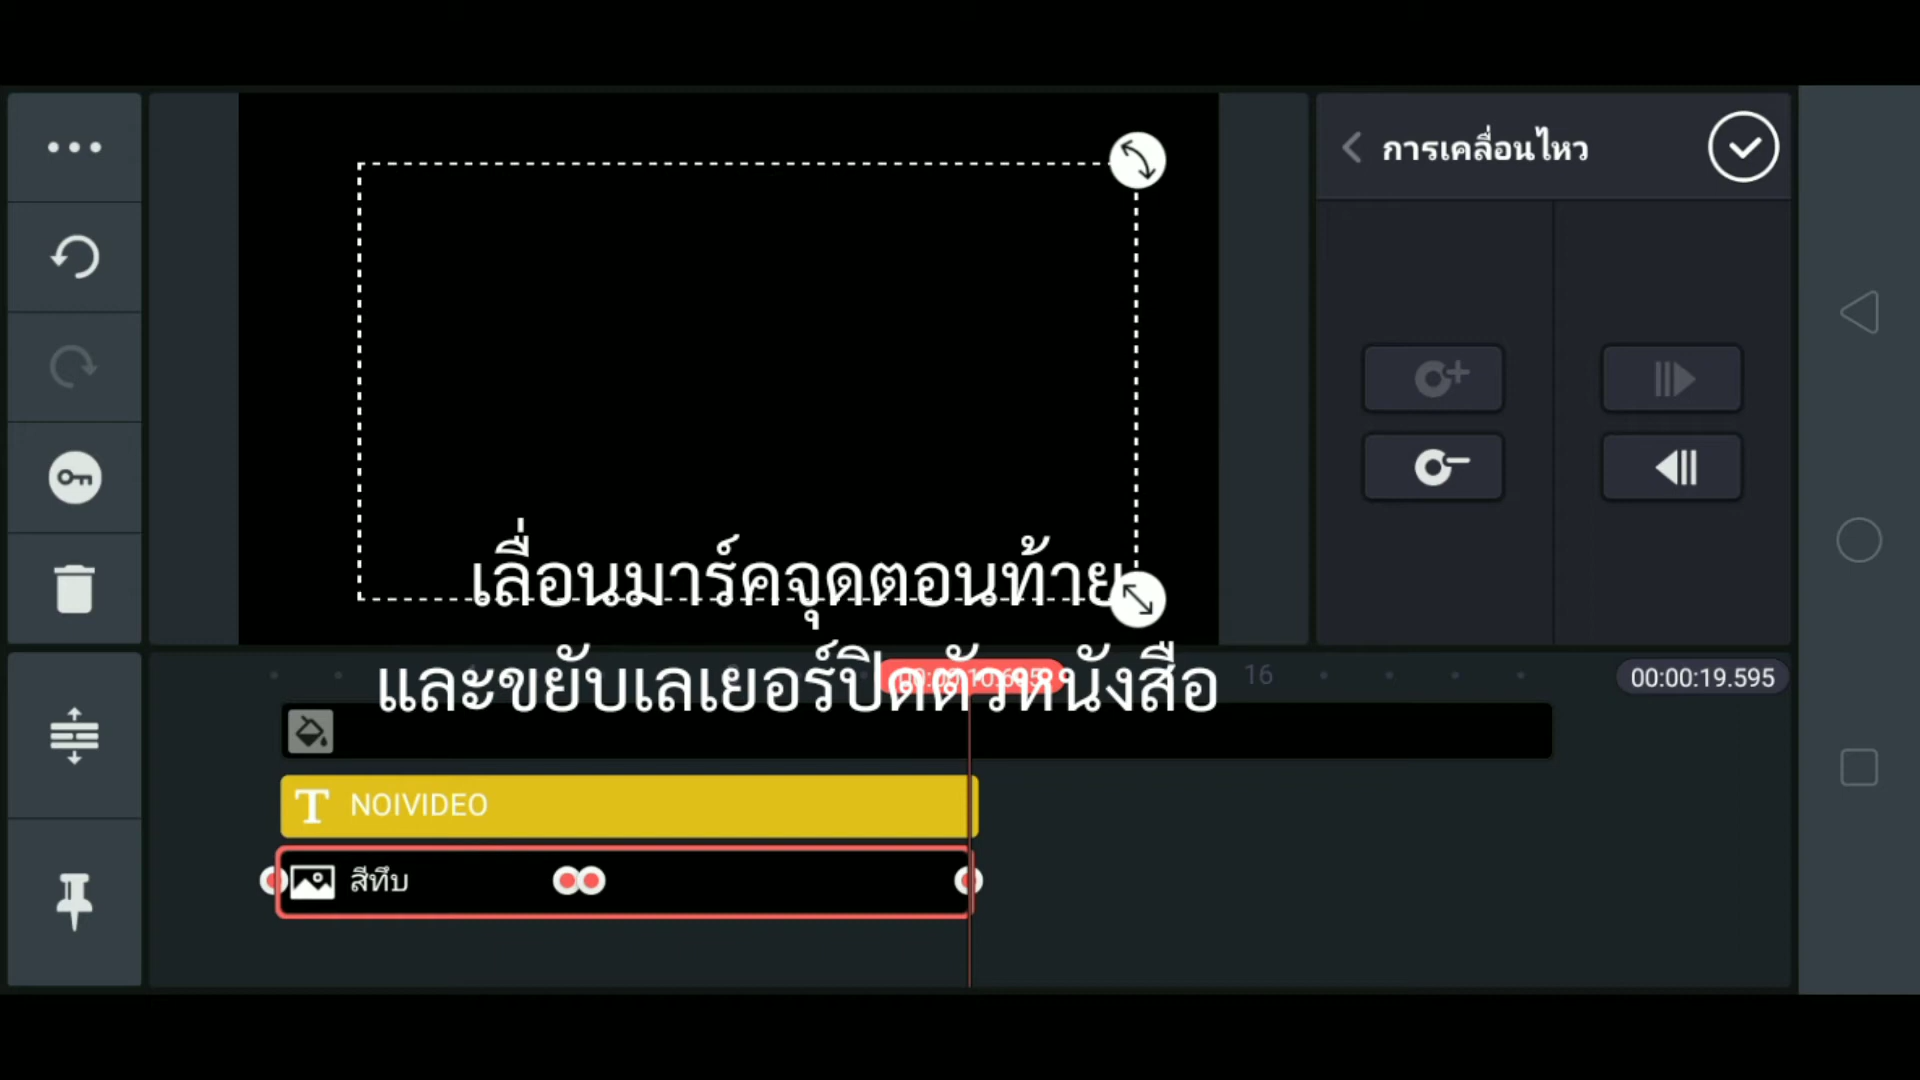 การเคลื่อนไหว
เลื่อนมาร์คจุดตอนท้าย
และขยับเลเยอร์ปิดตัวหนังสือ
16
00:00:19.595
NOIVIDEO
สีทึบ